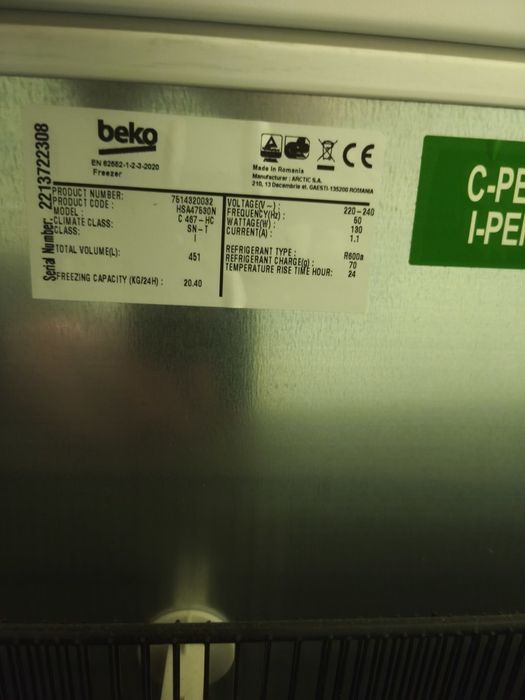 beko
EN 62552-1-2-3-2020
Freezer
Made in Romania
Manufacturer : ARCTIC S.A.
210, 13 Decembrie st. GAESTI-135200 ROMANIA
Serial Number: 2213722308
PRODUCT NUMBER: 7514320032
PRODUCT CODE : HSA47630N
MODEL : C 467-HC
CLIMATE CLASS: SN-T
CLASS: I
TOTAL VOLUME(L): 451
FREEZING CAPACITY (KG/24H) : 20.40
VOLTAGE(V~) : 220-240
FREQUENCY(Hz) : 50
WATTAGE(W) : 130
CURRENT(A) : 1.1
REFRIGERANT TYPE : R600a
REFRIGERANT CHARGE(g) : 70
TEMPERATURE RISE TIME HOUR: 24
C-PE
I-PE